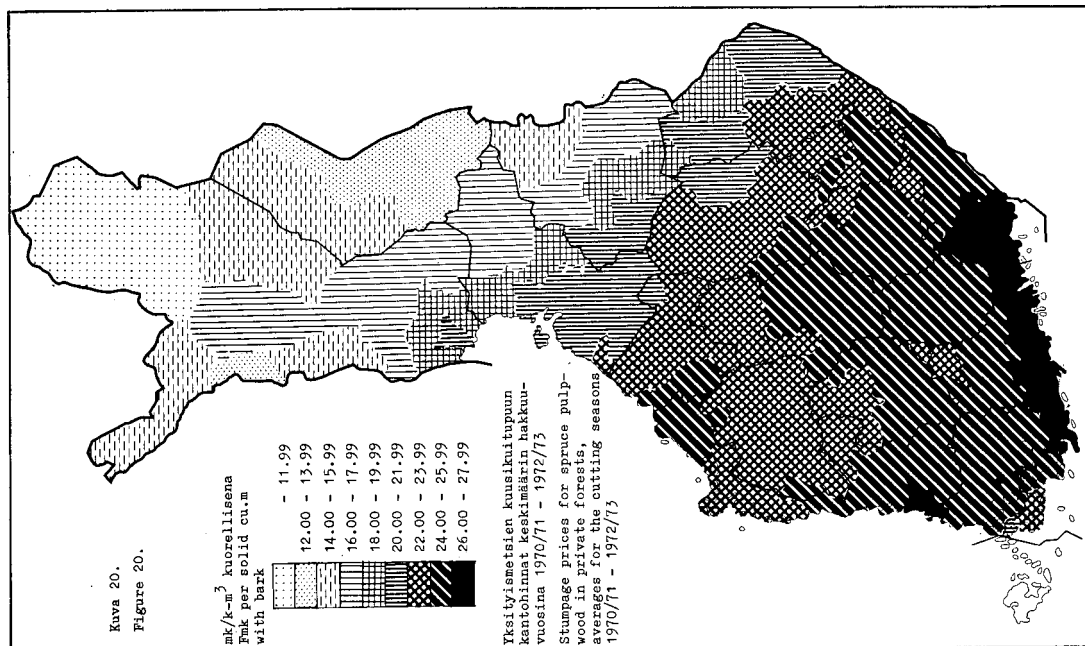 Kuva 20.
Figure 20.
mk/k-m³ kuorellisena
Fmk per solid cu.m
with bark
- 11.99
12.00 - 13.99
14.00 - 15.99
16.00 - 17.99
18.00 - 19.99
20.00 - 21.99
22.00 - 23.99
24.00 - 25.99
26.00 - 27.99
Yksityismetsien kuusikuitupuun
kantohinnat keskimäärin hakkuu-
vuosina 1970/71 - 1972/73
Stumpage prices for spruce pulp-
wood in private forests,
averages for the cutting seasons
1970/71 - 1972/73